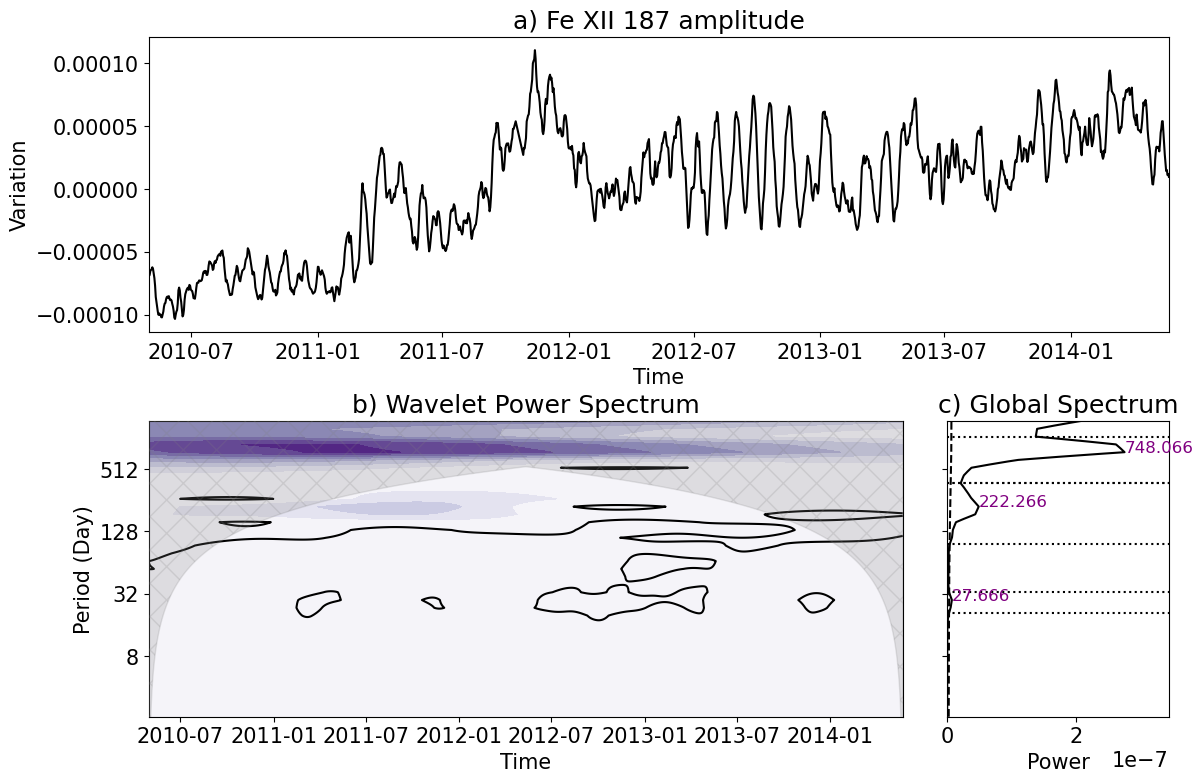 a) Fe XII 187 amplitude
0.00010
0.00005
0.00000
−0.00005
−0.00010
Variation
2010-07 2011-01 2011-07 2012-01 2012-07 2013-01 2013-07 2014-01
Time
b) Wavelet Power Spectrum
c) Global Spectrum
512
128
32
8
Period (Day)
748.066
222.266
27.666
2010-07 2011-01 2011-07 2012-01 2012-07 2013-01 2013-07 2014-01
0 2
Time
Power 1e−7